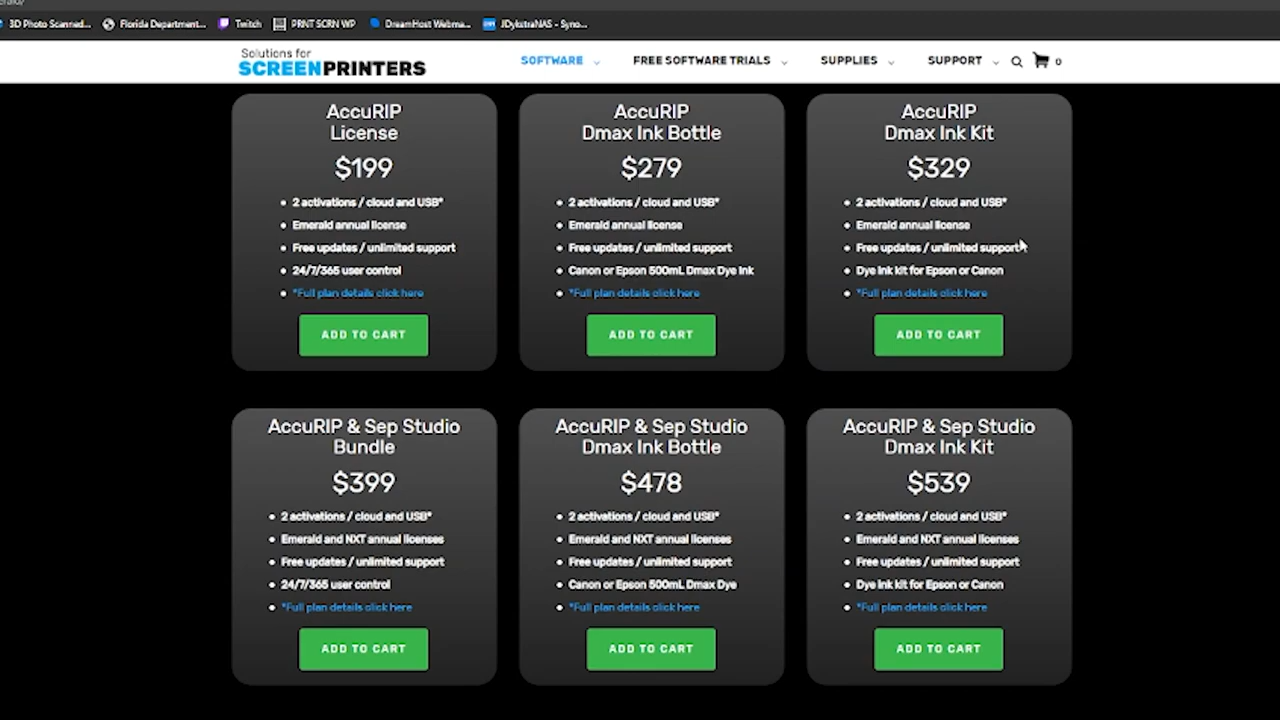 3D Photo Scanned... Florida Department... Twitch PRNT SCRN WP DreamHost Webma... JDykstraNAS - Syno...
Solutions for
SCREENPRINTERS
SOFTWARE FREE SOFTWARE TRIALS SUPPLIES SUPPORT 0
AccuRIP
License
$199
2 activations / cloud and USB*
Emerald annual license
Free updates / unlimited support
24/7/365 user control
*Full plan details click here
ADD TO CART
AccuRIP
Dmax Ink Bottle
$279
2 activations / cloud and USB*
Emerald annual license
Free updates / unlimited support
Canon or Epson 500mL Dmax Dye Ink
*Full plan details click here
ADD TO CART
AccuRIP
Dmax Ink Kit
$329
2 activations / cloud and USB*
Emerald annual license
Free updates / unlimited support
Dye ink kit for Epson or Canon
*Full plan details click here
ADD TO CART
AccuRIP & Sep Studio
Bundle
$399
2 activations / cloud and USB*
Emerald and NXT annual licenses
Free updates / unlimited support
24/7/365 user control
*Full plan details click here
ADD TO CART
AccuRIP & Sep Studio
Dmax Ink Bottle
$478
2 activations / cloud and USB*
Emerald and NXT annual licenses
Free updates / unlimited support
Canon or Epson 500mL Dmax Dye
*Full plan details click here
ADD TO CART
AccuRIP & Sep Studio
Dmax Ink Kit
$539
2 activations / cloud and USB*
Emerald and NXT annual licenses
Free updates / unlimited support
Dye ink kit for Epson or Canon
*Full plan details click here
ADD TO CART